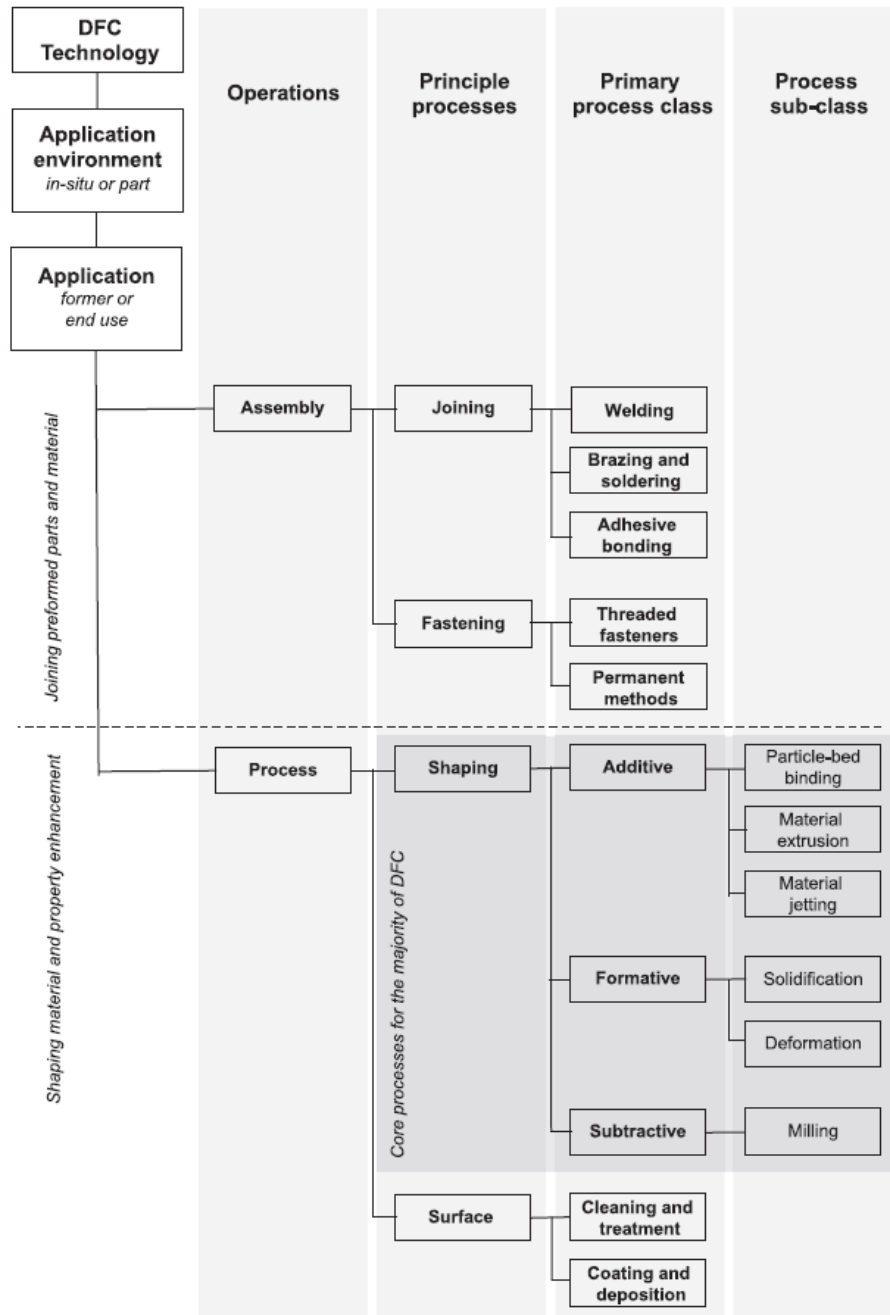 DFC
Technology
Operations
Principle
processes
Primary
process class
Process
sub-class
Application
environment
in-situ or part
Application
former or
end use
Joining preformed parts and material
Assembly
Joining
Welding
Brazing and
soldering
Adhesive
bonding
Fastening
Threaded
fasteners
Permanent
methods
Shaping material and property enhancement
Process
Core processes for the majority of DFC
Shaping
Additive
Particle-bed
binding
Material
extrusion
Material
jetting
Formative
Solidification
Deformation
Subtractive
Milling
Surface
Cleaning and
treatment
Coating and
deposition